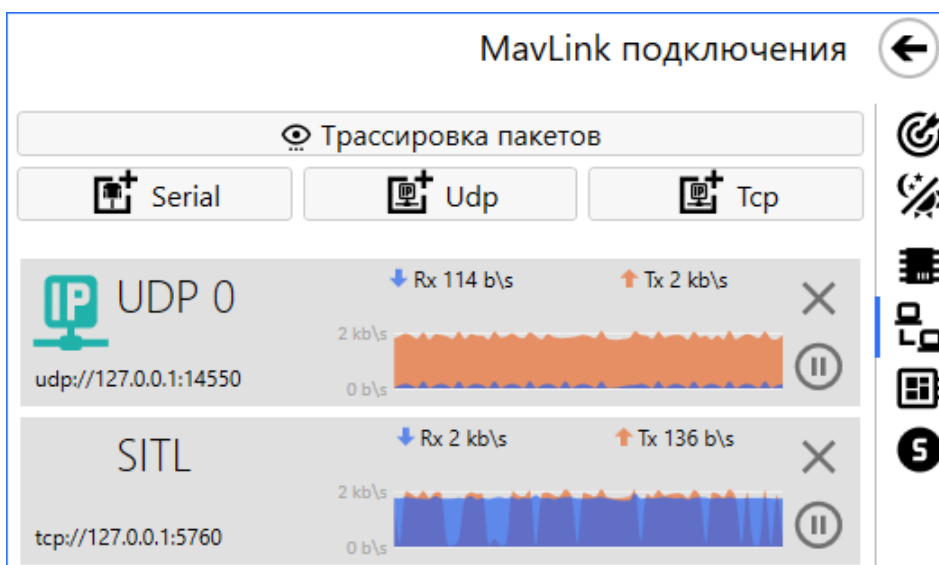 MavLink подключения
Трассировка пакетов
Serial
Udp
Tcp
IP
UDP 0
Rx 114 b\s
Tx 2 kb\s
2 kb\s
0 b\s
udp://127.0.0.1:14550
SITL
Rx 2 kb\s
Tx 136 b\s
2 kb\s
0 b\s
tcp://127.0.0.1:5760
S